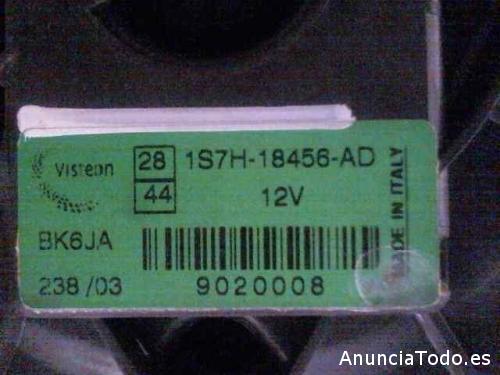 Visteon
28
44
1S7H-18456-AD
12V
MADE IN ITALY
BK6JA
238 /03
9020008
AnunciaTodo.es